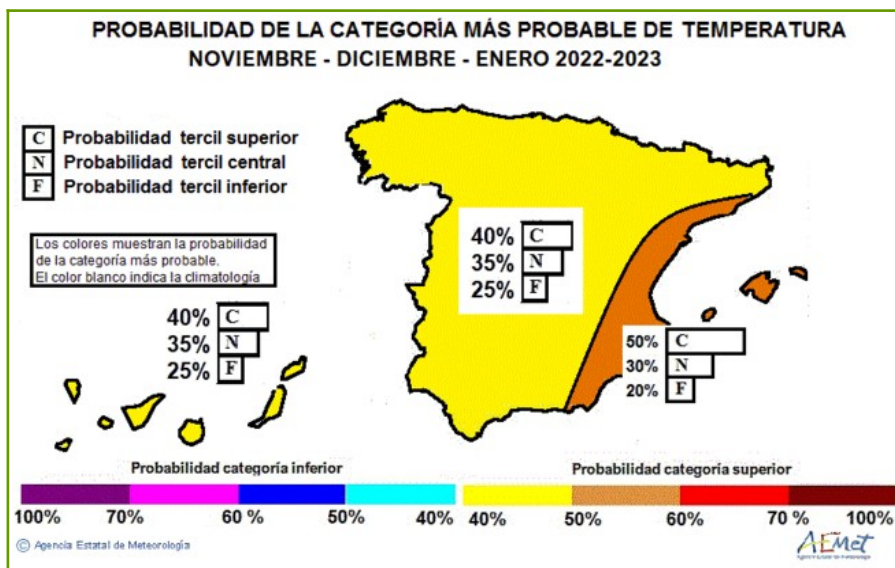 PROBABILIDAD DE LA CATEGORÍA MÁS PROBABLE DE TEMPERATURA
NOVIEMBRE - DICIEMBRE - ENERO 2022-2023
C Probabilidad tercil superior
N Probabilidad tercil central
F Probabilidad tercil inferior
Los colores muestran la probabilidad
de la categoría más probable.
El color blanco indica la climatología
40% C
35% N
25% F
40% C
35% N
25% F
50% C
30% N
20% F
Probabilidad categoría inferior
Probabilidad categoría superior
100% 70% 60% 50% 40% 40% 50% 60% 70 % 100%
© Agencia Estatal de Meteorología
AEMet